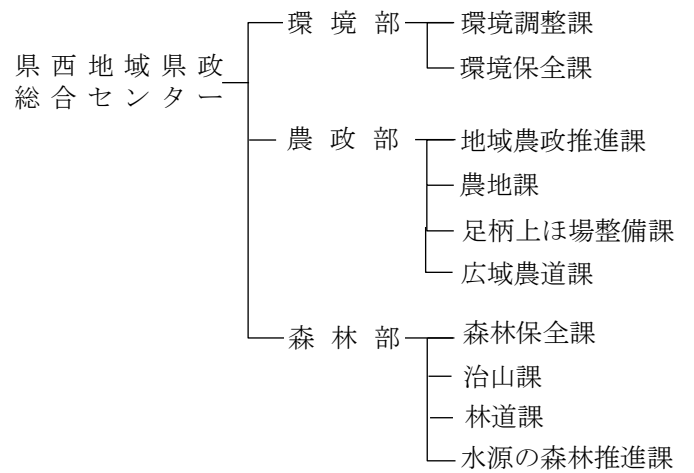 県西地域県政
総合センター
環境部
環境調整課
環境保全課
農政部
地域農政推進課
農地課
足柄上ほ場整備課
広域農道課
森林部
森林保全課
治山課
林道課
水源の森林推進課